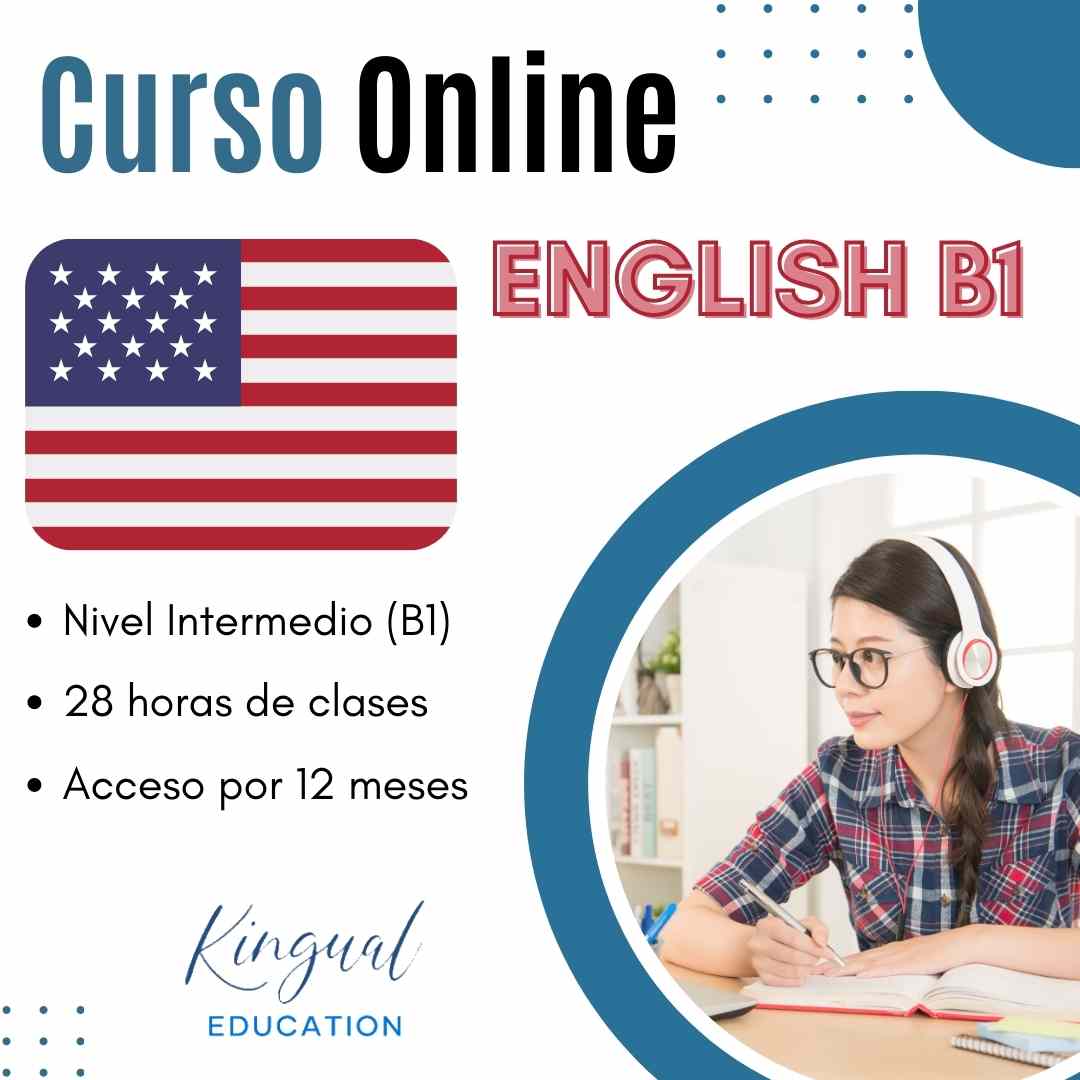 Curso Online
ENGLISH B1
• Nivel Intermedio (B1)
• 28 horas de clases
• Acceso por 12 meses
Kingual
EDUCATION